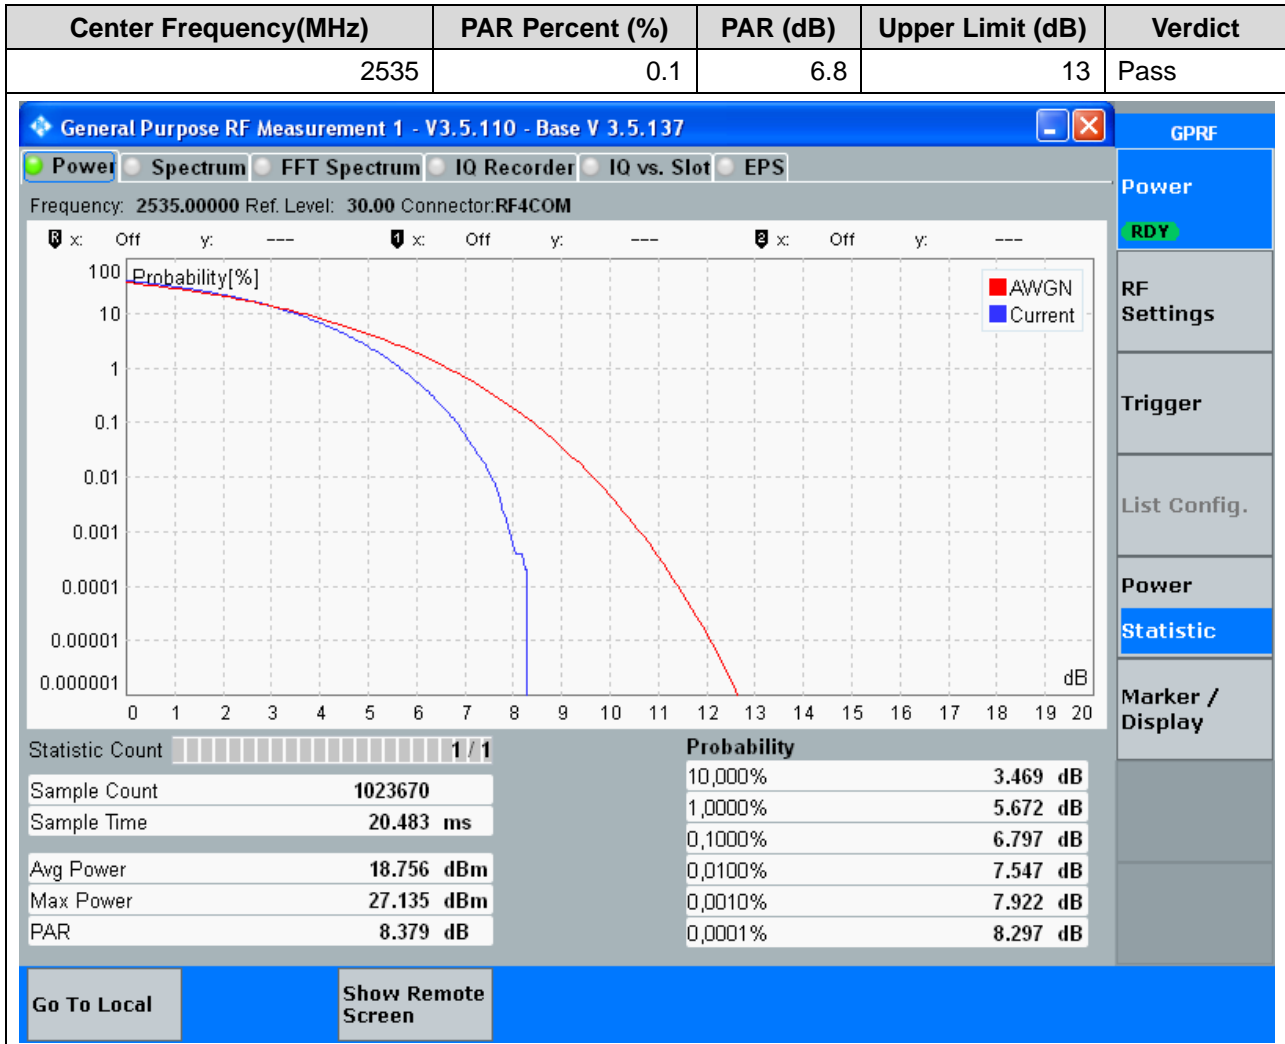 Center Frequency(MHz) PAR Percent (%) PAR (dB) Upper Limit (dB) Verdict
2535 0.1 6.8 13 Pass
General Purpose RF Measurement 1 - V3.5.110 - Base V 3.5.137
GPRF
Power Spectrum FFT Spectrum IQ Recorder IQ vs. Slot EPS
Frequency: 2535.00000 Ref. Level: 30.00 Connector:RF4COM
R x: Off y: --- 1 x: Off y: --- 2 x: Off y: ---
Probability[%]
AWGN
Current
100
10
1
0.1
0.01
0.001
0.0001
0.00001
0.000001
dB
0 1 2 3 4 5 6 7 8 9 10 11 12 13 14 15 16 17 18 19 20
Statistic Count 1 / 1
Sample Count 1023670
Sample Time 20.483 ms
Avg Power 18.756 dBm
Max Power 27.135 dBm
PAR 8.379 dB
Probability
10,000% 3.469 dB
1,0000% 5.672 dB
0,1000% 6.797 dB
0,0100% 7.547 dB
0,0010% 7.922 dB
0,0001% 8.297 dB
Power
RDY
RF
Settings
Trigger
List Config.
Power
Statistic
Marker /
Display
Go To Local
Show Remote
Screen